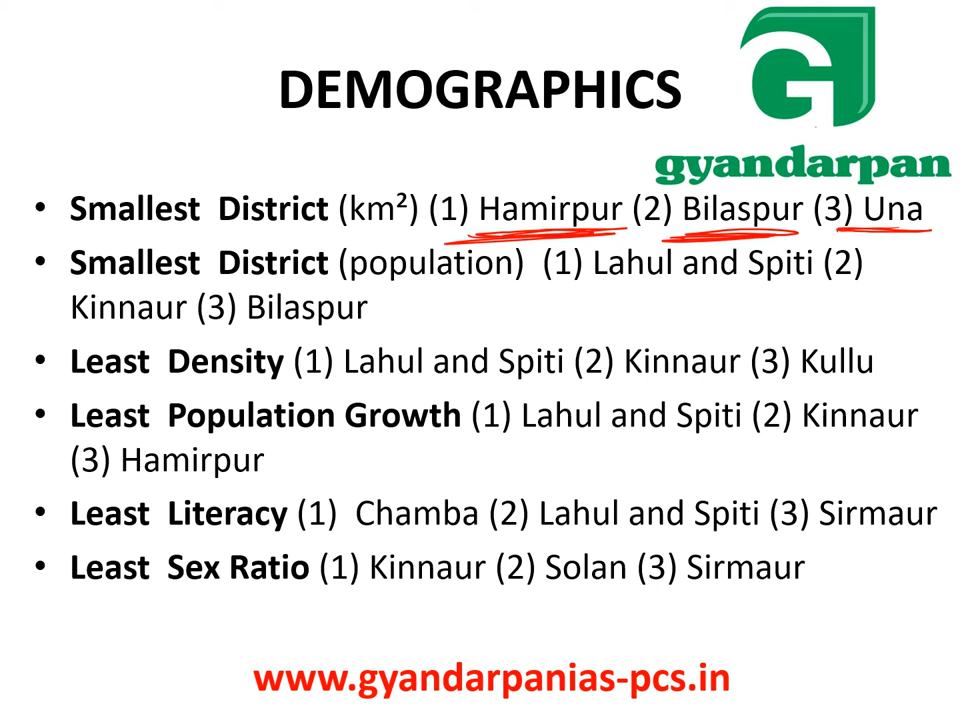 DEMOGRAPHICS
gyandarpan
• Smallest District (km²) (1) Hamirpur (2) Bilaspur (3) Una
• Smallest District (population) (1) Lahul and Spiti (2)
Kinnaur (3) Bilaspur
• Least Density (1) Lahul and Spiti (2) Kinnaur (3) Kullu
• Least Population Growth (1) Lahul and Spiti (2) Kinnaur
(3) Hamirpur
• Least Literacy (1) Chamba (2) Lahul and Spiti (3) Sirmaur
• Least Sex Ratio (1) Kinnaur (2) Solan (3) Sirmaur
www.gyandarpanias-pcs.in